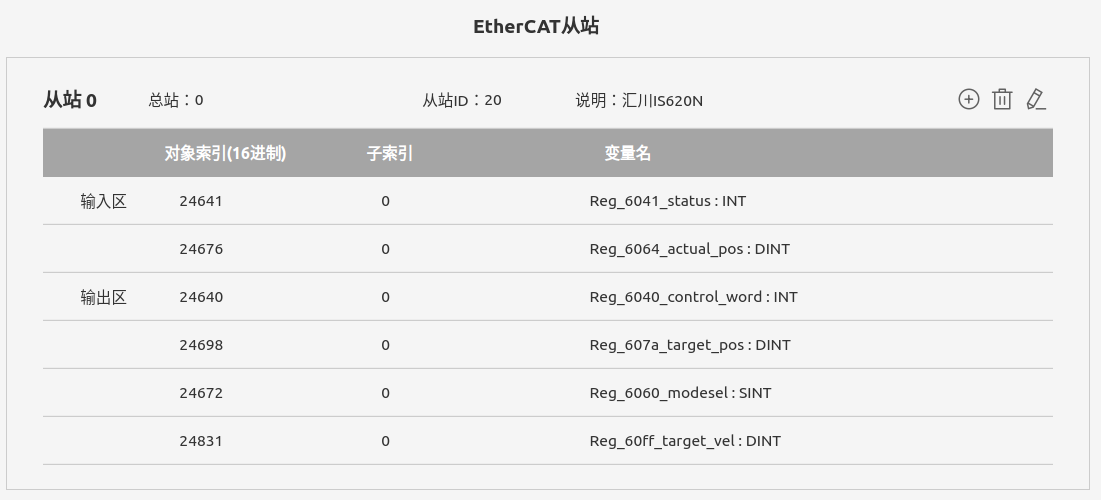 EtherCAT从站
从站 0 总站：0 从站ID：20 说明：汇川IS620N
对象索引(16进制) 子索引 变量名
输入区 24641 0 Reg_6041_status : INT
24676 0 Reg_6064_actual_pos : DINT
输出区 24640 0 Reg_6040_control_word : INT
24698 0 Reg_607a_target_pos : DINT
24672 0 Reg_6060_modesel : SINT
24831 0 Reg_60ff_target_vel : DINT